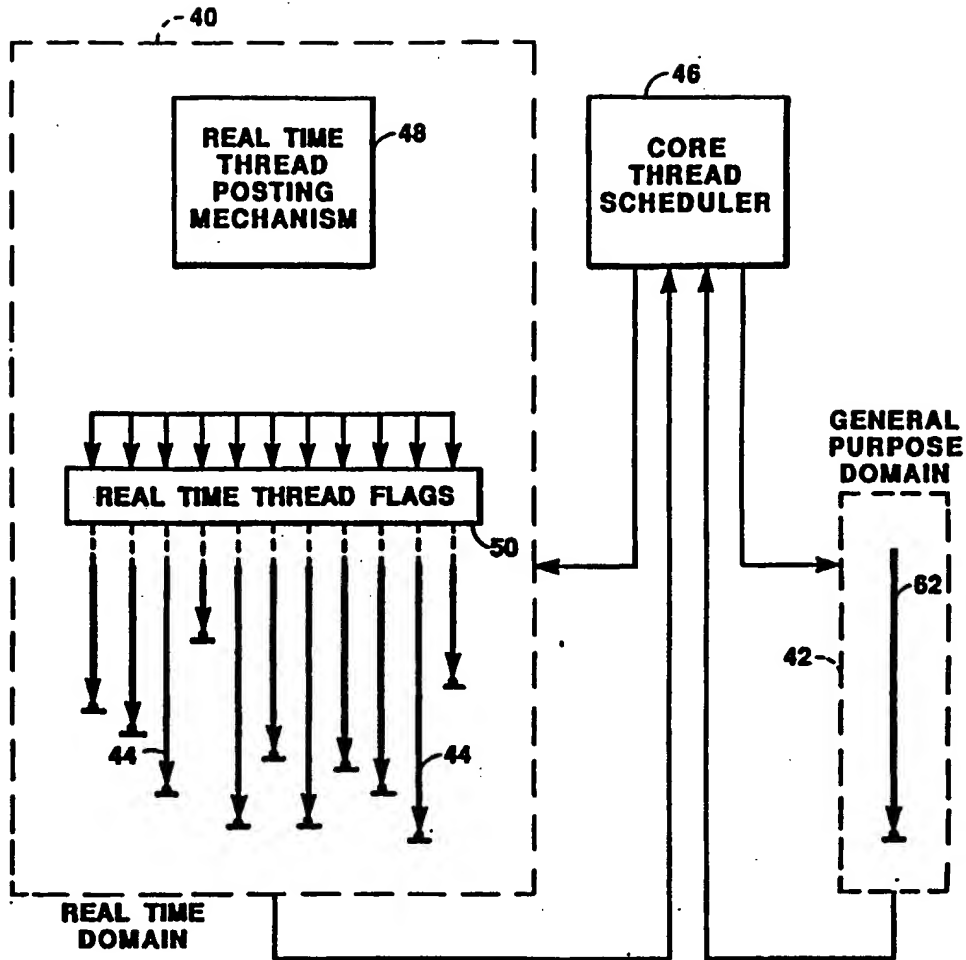 40
REAL TIME
THREAD
POSTING
MECHANISM
48
46
CORE
THREAD
SCHEDULER
REAL TIME THREAD FLAGS
50
44
44
GENERAL
PURPOSE
DOMAIN
62
42
REAL TIME
DOMAIN